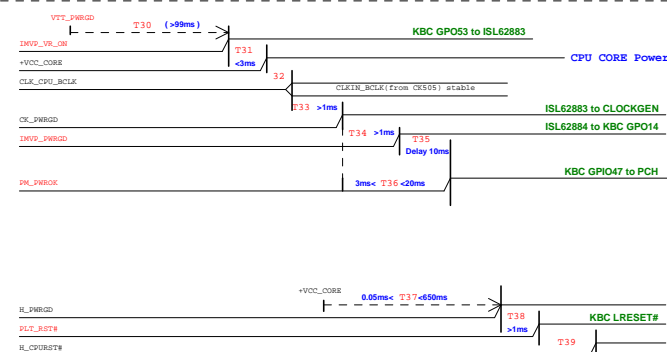 VTT_PWRGD
T30 (>99ms)
KBC GPO53 to ISL62883
IMVP_VR_ON
T31
<3ms
CPU CORE Power
+VCC_CORE
32
CLK_CPU_BCLK
CLKIN_BCLK(from CK505) stable
T33 >1ms
ISL62883 to CLOCKGEN
CK_PWRGD
T34 >1ms
ISL62884 to KBC GPO14
IMVP_PWRGD
T35
Delay 10ms
KBC GPIO47 to PCH
PM_PWROK
3ms< T36 <20ms
+VCC_CORE
0.05ms< T37<650ms
H_PWRGD
T38
KBC LRESET#
PLT_RST#
>1ms
T39
H_CPURST#